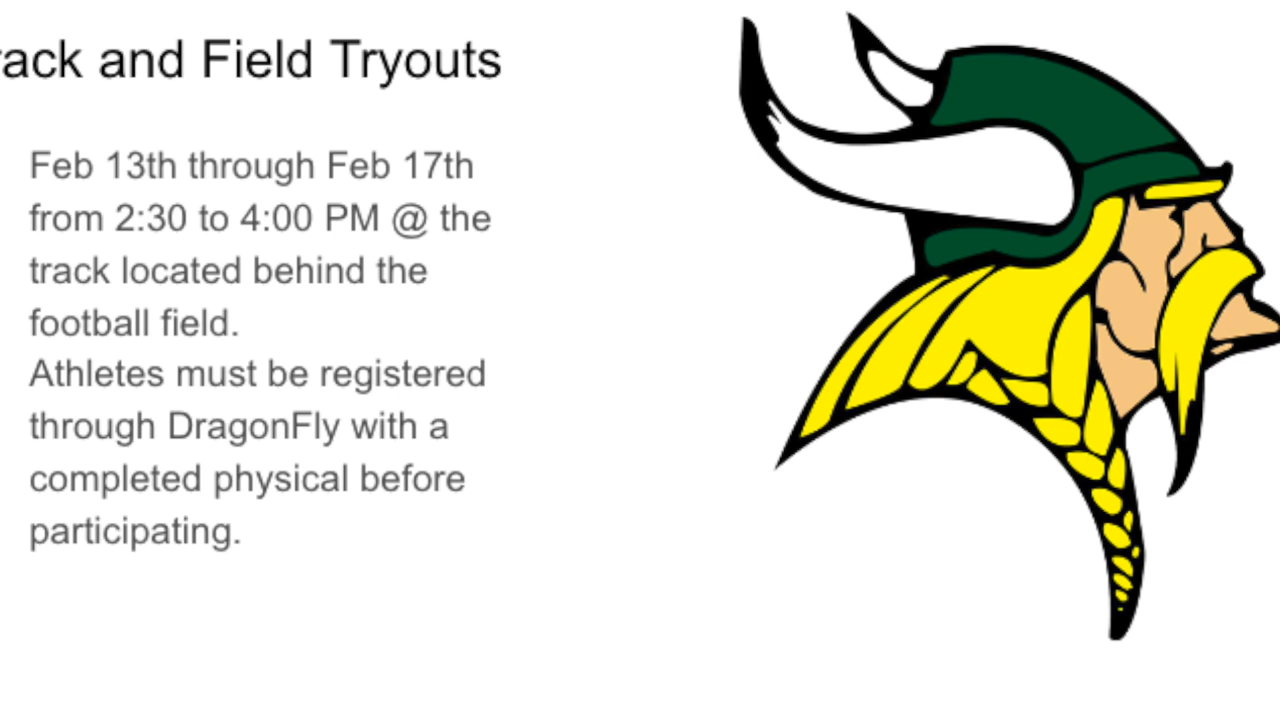 rack and Field Tryouts
Feb 13th through Feb 17th
from 2:30 to 4:00 PM @ the
track located behind the
football field.
Athletes must be registered
through DragonFly with a
completed physical before
participating.